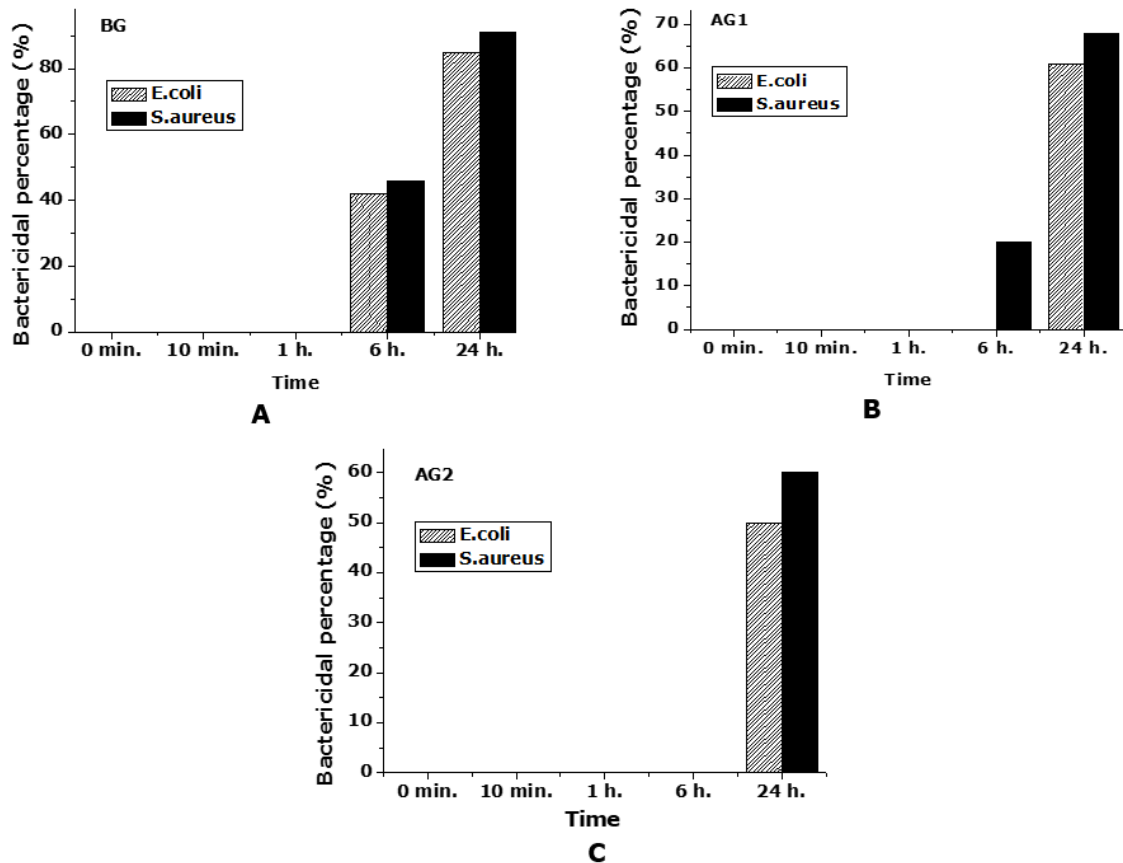 BG
E.coli
S.aureus
Bactericidal percentage (%)
80
60
40
20
0
0 min. 10 min. 1 h. 6 h. 24 h.
Time
A
AG1
E.coli
S.aureus
Bactericidal percentage (%)
70
60
50
40
30
20
10
0
0 min. 10 min. 1 h. 6 h. 24 h.
Time
B
AG2
E.coli
S.aureus
Bactericidal percentage (%)
60
50
40
30
20
10
0
0 min. 10 min. 1 h. 6 h. 24 h.
Time
C